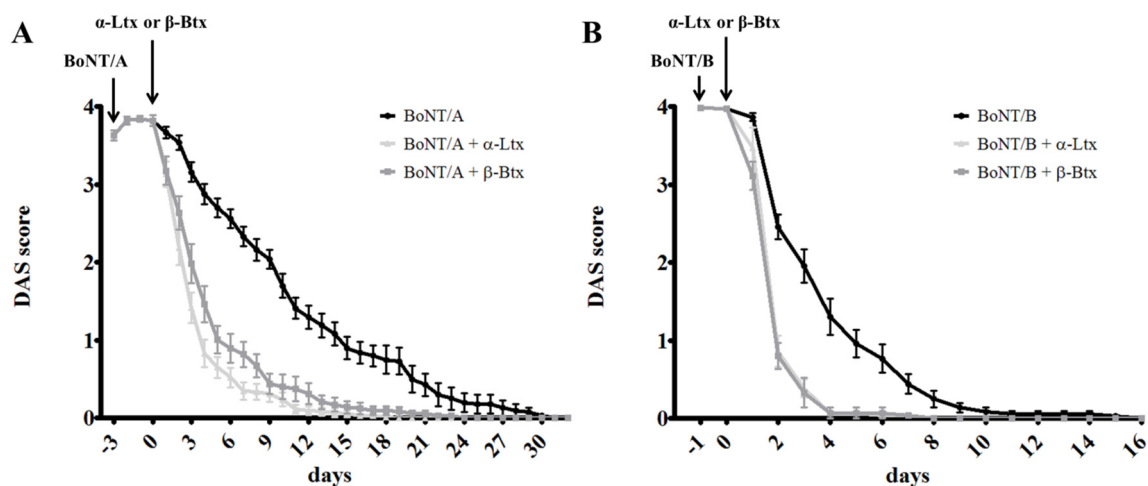 A
α-Ltx or β-Btx
BoNT/A
BoNT/A
BoNT/A + α-Ltx
BoNT/A + β-Btx
DAS score
4
3
2
1
0
-3 0 3 6 9 12 15 18 21 24 27 30
days
B
α-Ltx or β-Btx
BoNT/B
BoNT/B
BoNT/B + α-Ltx
BoNT/B + β-Btx
DAS score
4
3
2
1
0
-1 0 2 4 6 8 10 12 14 16
days